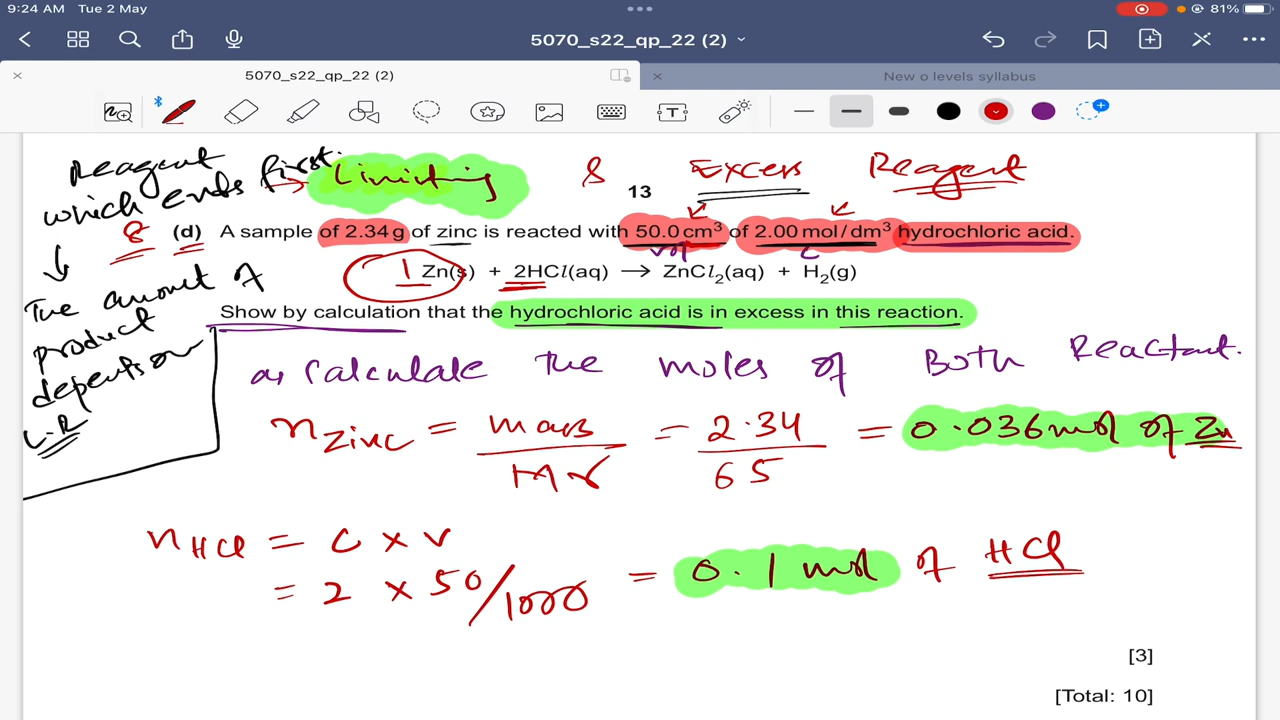 9:24 AM Tue 2 May
81%
5070_s22_qp_22 (2)
5070_s22_qp_22 (2)
New o levels syllabus
Reagent which ends first.
→ Limiting & Excess Reagent
13
8 (d) A sample of 2.34 g of zinc is reacted with 50.0 cm³ of 2.00 mol/dm³ hydrochloric acid.
vol c
1 Zn(s) + 2HCl(aq) → ZnCl₂(aq) + H₂(g)
Show by calculation that the hydrochloric acid is in excess in this reaction.
↓
The amount of
product
depends on
L.R
calculate the moles of Both Reactant.
n zinc = mass / Mr = 2.34 / 65 = 0.036 mol of Zn
n HCl = C × V
= 2 × 50/1000 = 0.1 mol of HCl
[3]
[Total: 10]